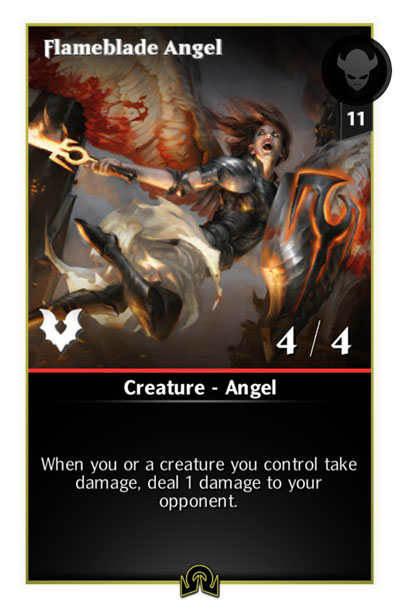 Flameblade Angel
11
4 / 4
Creature - Angel
When you or a creature you control take
damage, deal 1 damage to your
opponent.